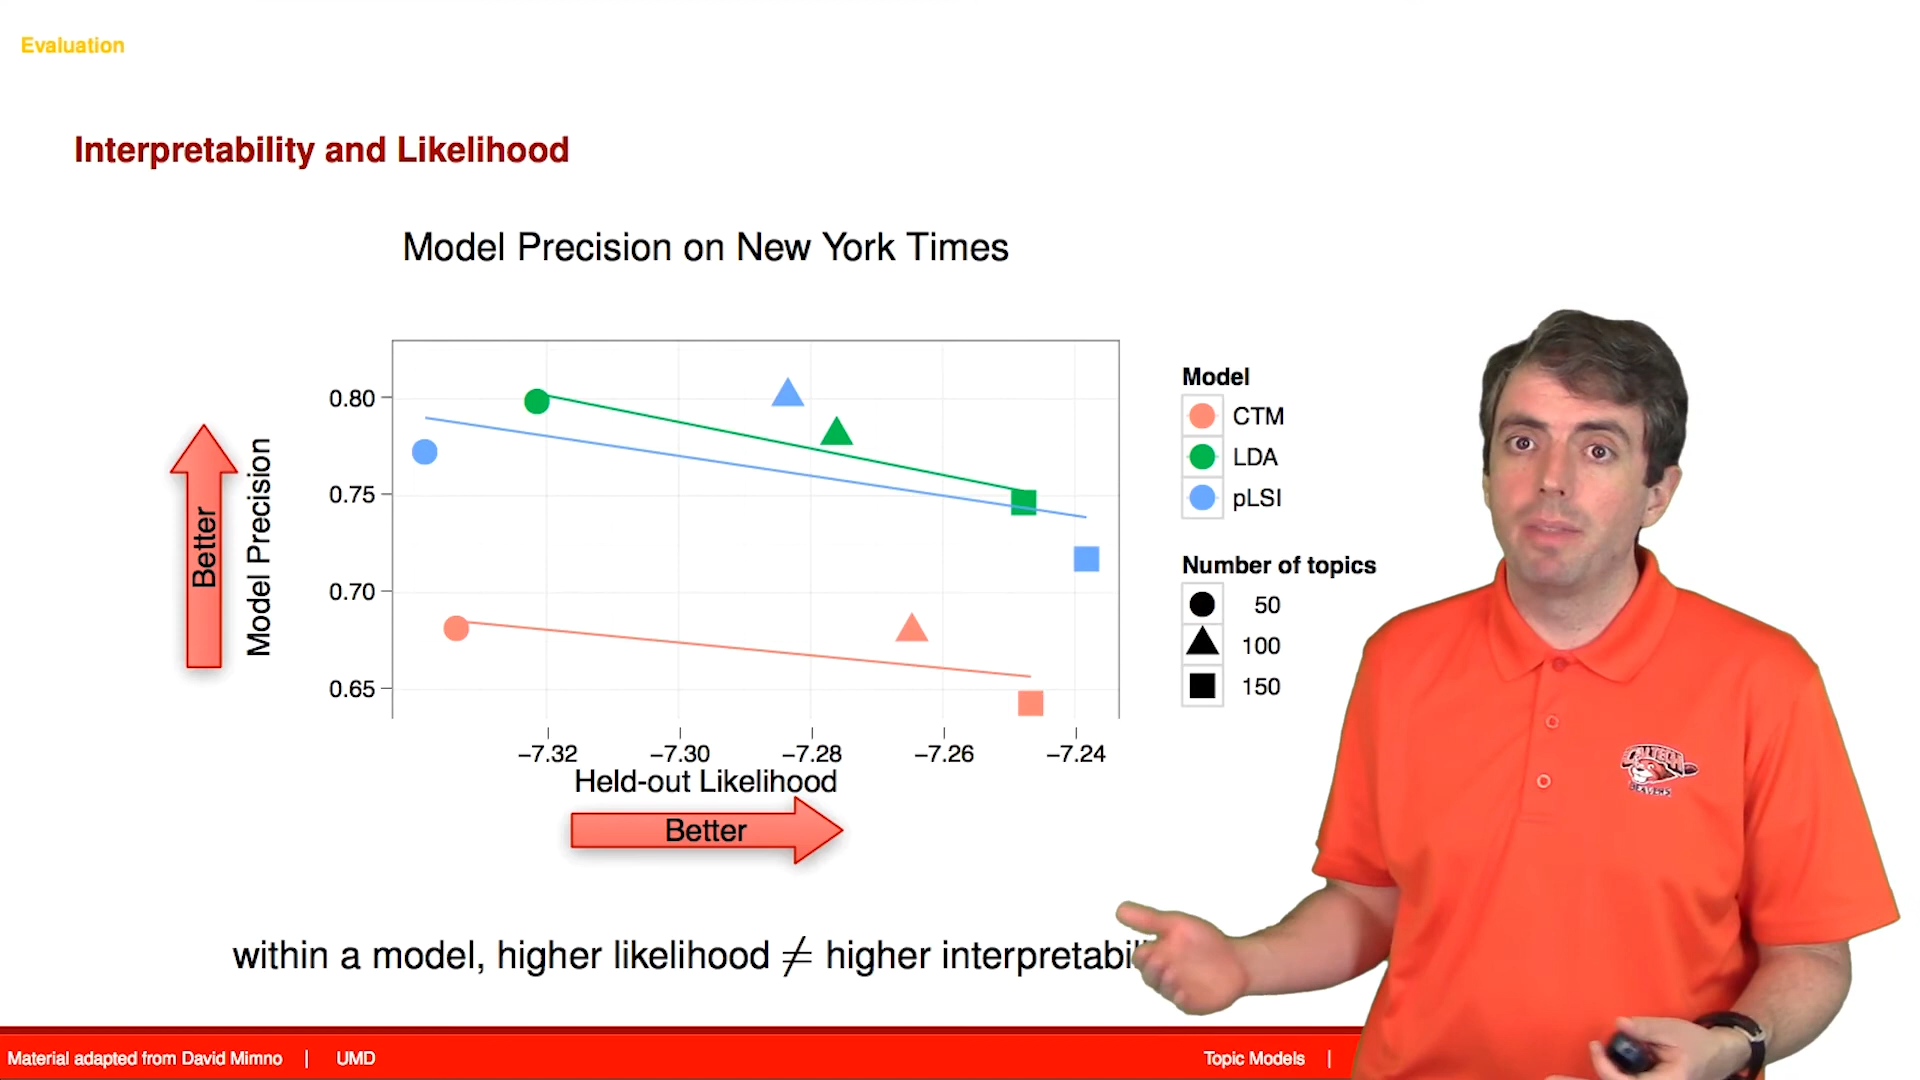 Evaluation
Interpretability and Likelihood
Model Precision on New York Times
Better
Model Precision
0.80
0.75
0.70
0.65
−7.32 −7.30 −7.28 −7.26 −7.24
Held-out Likelihood
Better
Model
CTM
LDA
pLSI
Number of topics
50
100
150
CALTECH
BEAVERS
within a model, higher likelihood ≠ higher interpretabil
Material adapted from David Mimno | UMD
Topic Models |